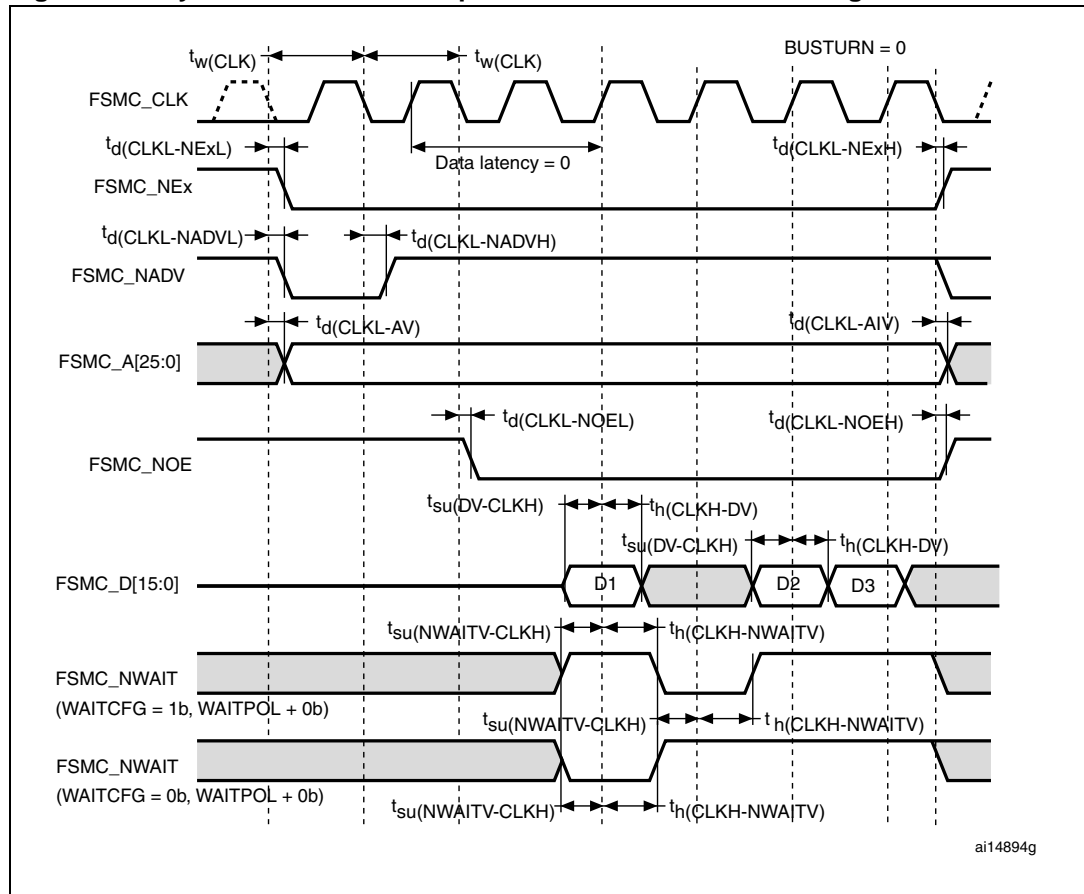 tw(CLK)
tw(CLK)
BUSTURN = 0
FSMC_CLK
td(CLKL-NExL)
Data latency = 0
td(CLKL-NExH)
FSMC_NEx
td(CLKL-NADVL)
td(CLKL-NADVH)
FSMC_NADV
td(CLKL-AV)
td(CLKL-AIV)
FSMC_A[25:0]
td(CLKL-NOEL)
td(CLKL-NOEH)
FSMC_NOE
tsu(DV-CLKH)
th(CLKH-DV)
tsu(DV-CLKH)
th(CLKH-DV)
FSMC_D[15:0]
D1
D2
D3
tsu(NWAITV-CLKH)
th(CLKH-NWAITV)
FSMC_NWAIT
(WAITCFG = 1b, WAITPOL + 0b)
tsu(NWAITV-CLKH)
th(CLKH-NWAITV)
FSMC_NWAIT
(WAITCFG = 0b, WAITPOL + 0b)
tsu(NWAITV-CLKH)
th(CLKH-NWAITV)
ai14894g